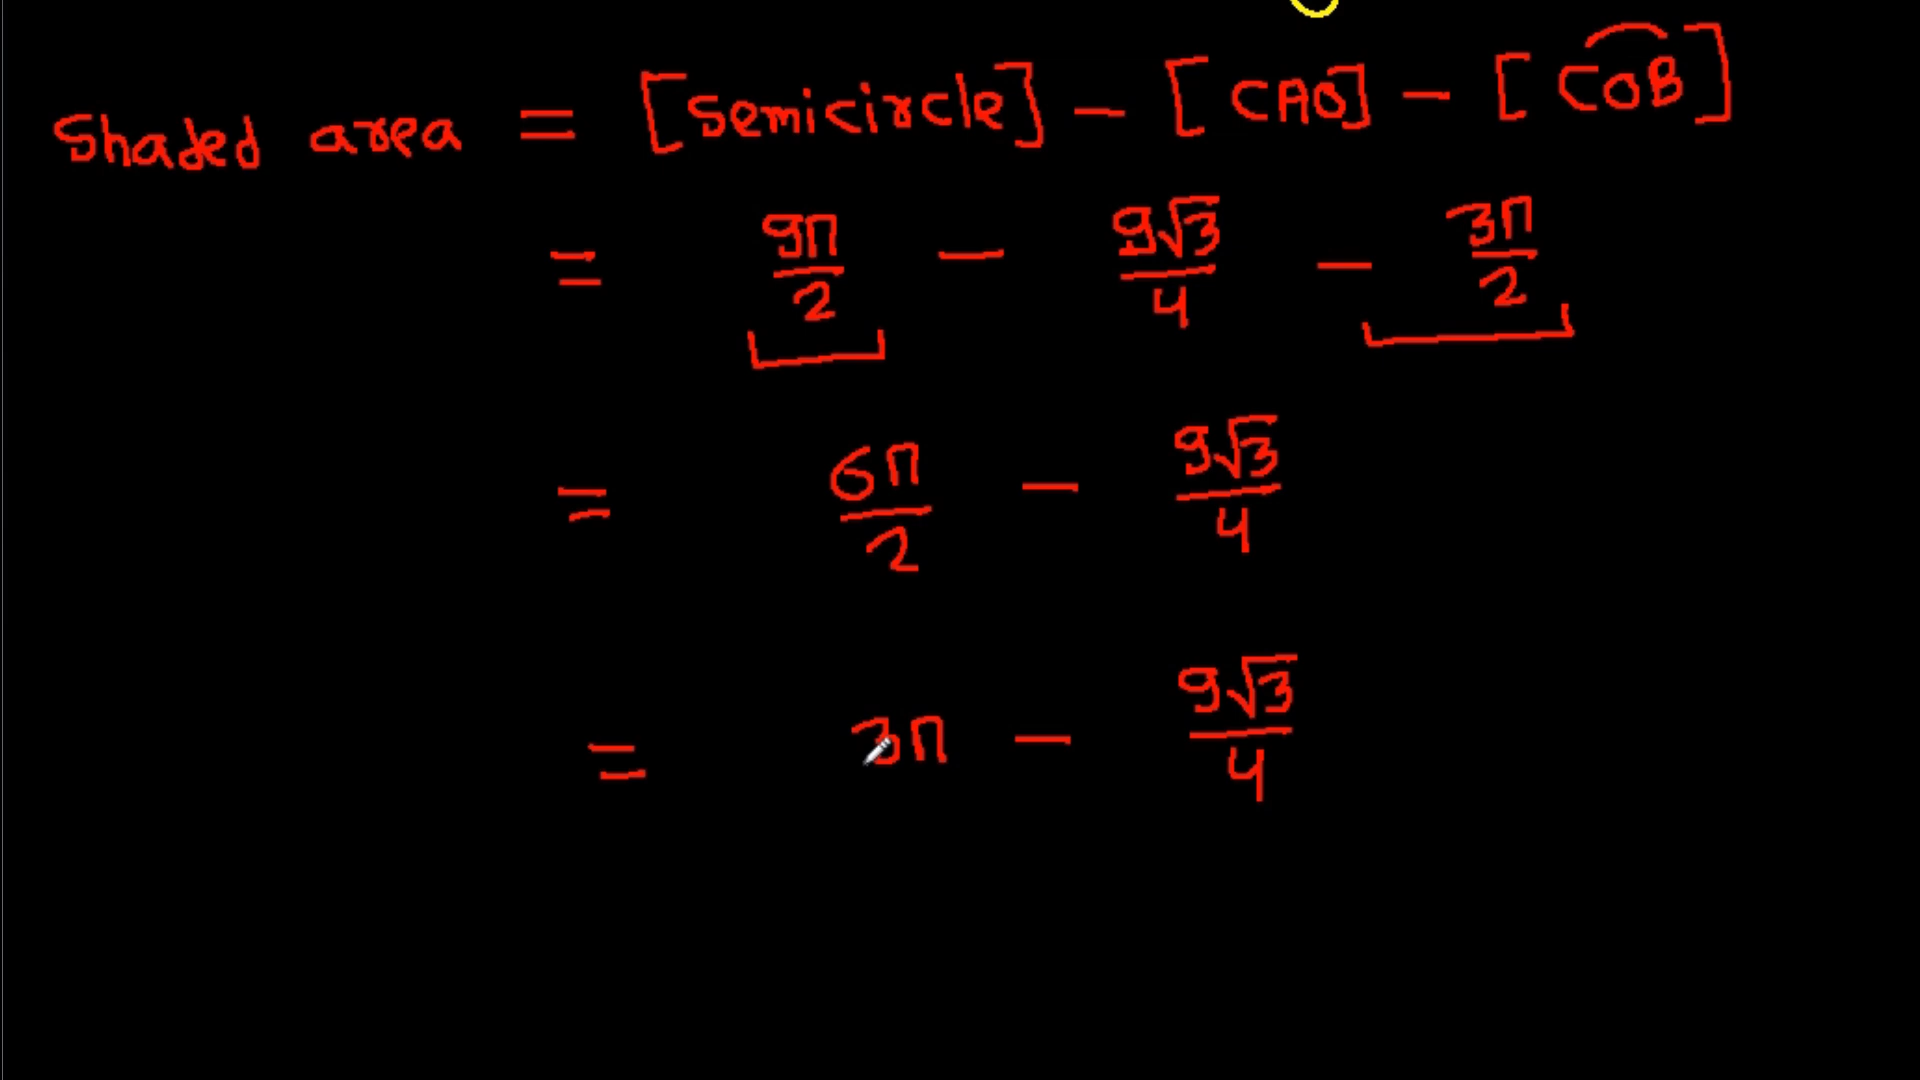 Shaded area = [Semicircle] - [CAO] - [C͡OB]
= 9π/2 - 9√3/4 - 3π/2
= 6π/2 - 9√3/4
= 3π - 9√3/4